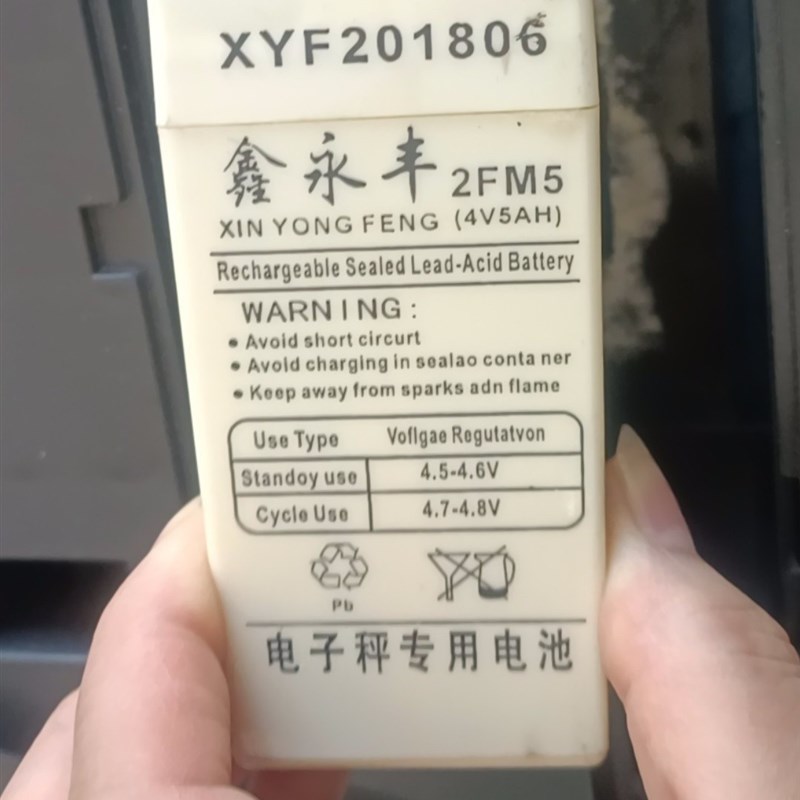 XYF201806
鑫永丰 2FM5
XIN YONG FENG (4V5AH)
Rechargeable Sealed Lead-Acid Battery
WARNING:
• Avoid short circurt
• Avoid charging in sealao conta ner
• Keep away from sparks adn flame
Use Type Voflgae Regutatvon
Standoy use 4.5-4.6V
Cycle Use 4.7-4.8V
Pb
电子秤专用电池